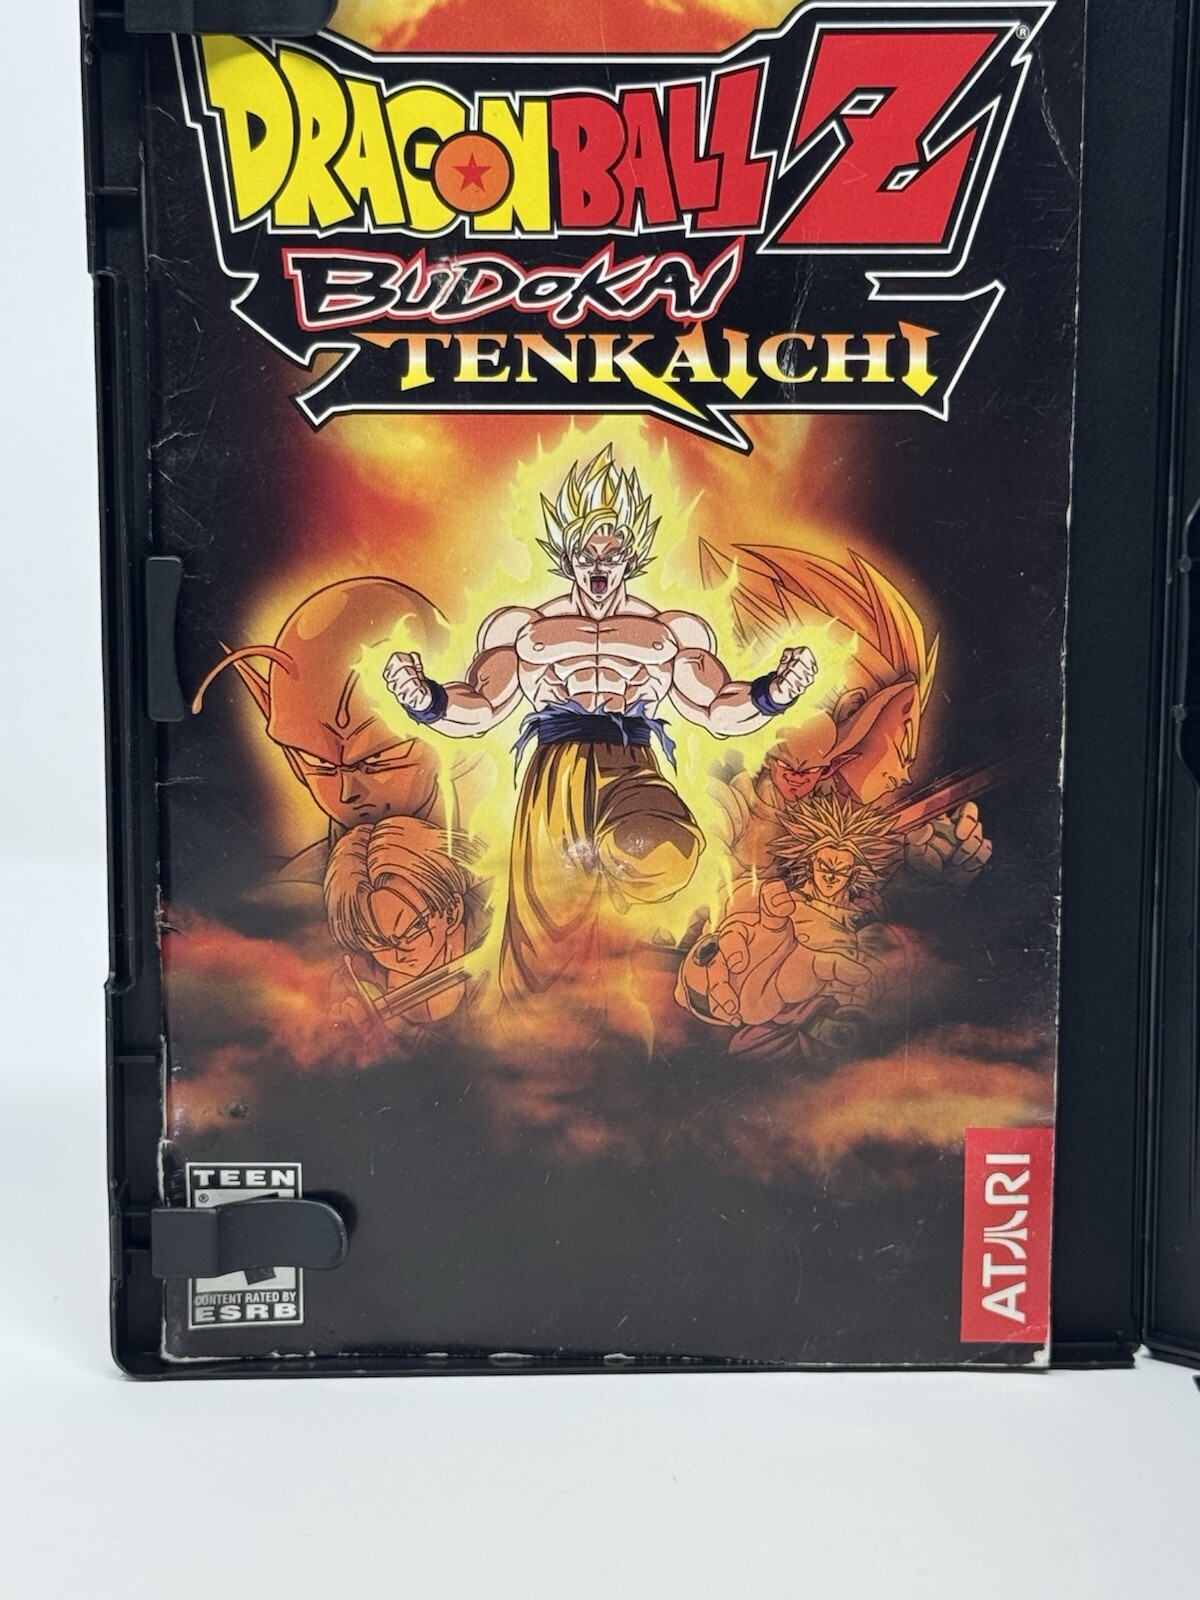 DRAGONBALL Z®
BUDOKAI
TENKAICHI
TEEN
®
CONTENT RATED BY
ESRB
ATARI